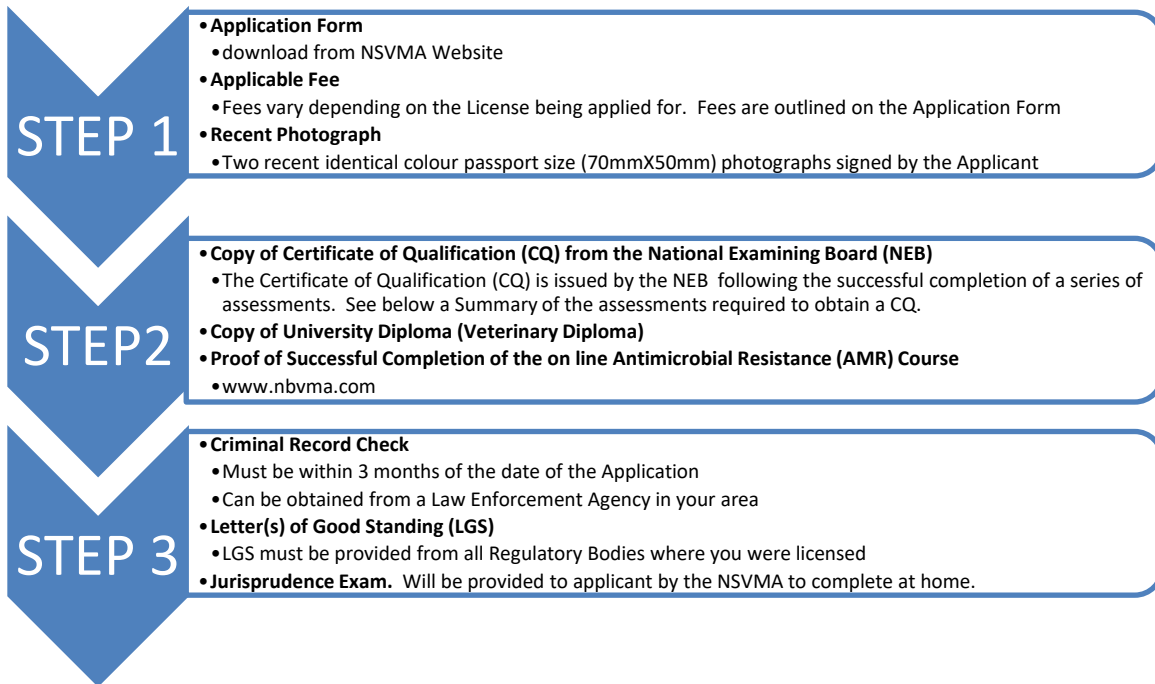 STEP 1
•Application Form
•download from NSVMA Website
•Applicable Fee
•Fees vary depending on the License being applied for.  Fees are outlined on the Application Form
•Recent Photograph
•Two recent identical colour passport size (70mmX50mm) photographs signed by the Applicant
STEP2
•Copy of Certificate of Qualification (CQ) from the National Examining Board (NEB)
•The Certificate of Qualification (CQ) is issued by the NEB  following the successful completion of a series of
assessments.  See below a Summary of the assessments required to obtain a CQ.
•Copy of University Diploma (Veterinary Diploma)
•Proof of Successful Completion of the on line Antimicrobial Resistance (AMR) Course
•www.nbvma.com
STEP 3
•Criminal Record Check
•Must be within 3 months of the date of the Application
•Can be obtained from a Law Enforcement Agency in your area
•Letter(s) of Good Standing (LGS)
•LGS must be provided from all Regulatory Bodies where you were licensed
•Jurisprudence Exam.  Will be provided to applicant by the NSVMA to complete at home.